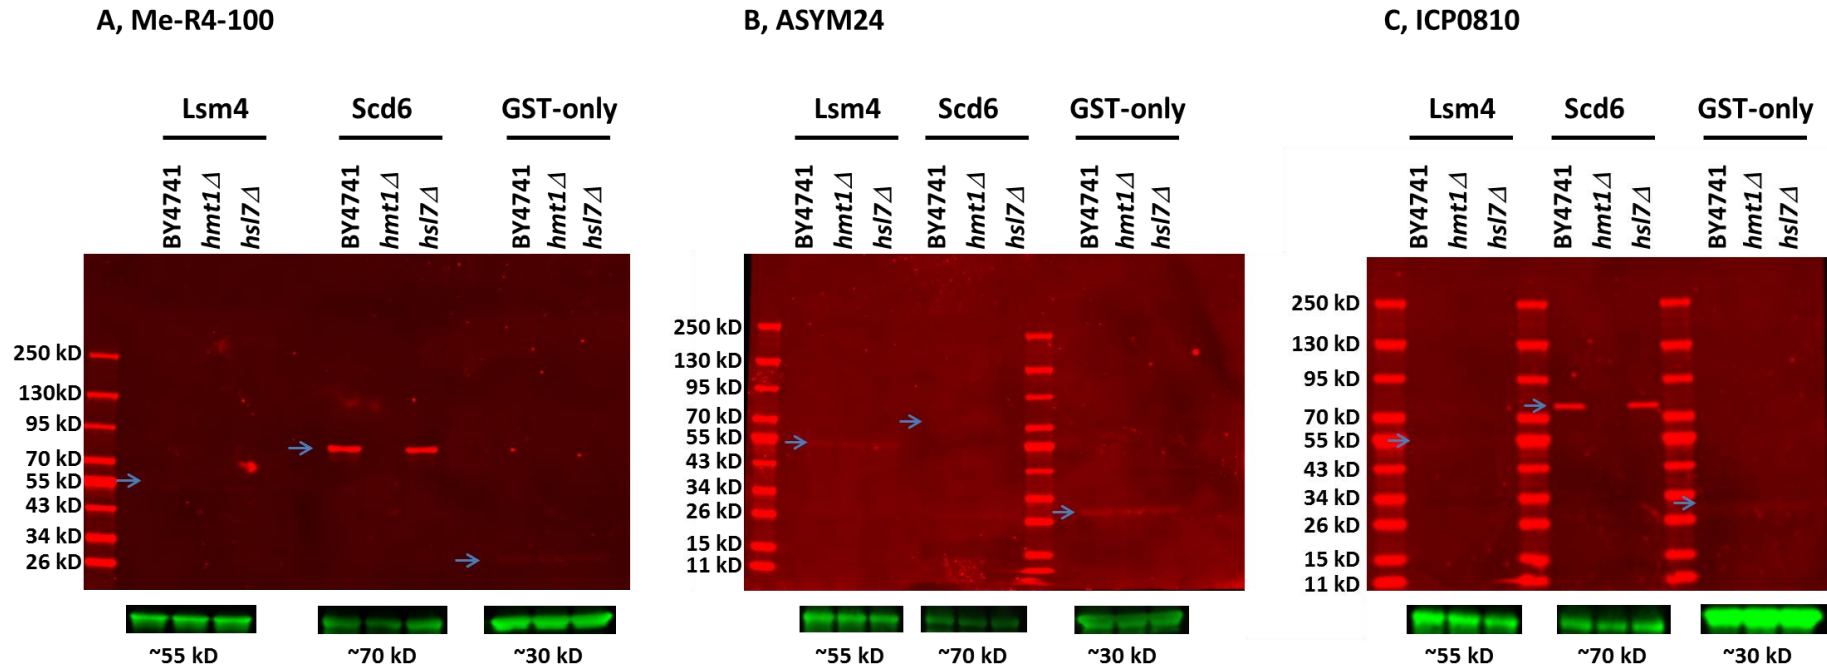 A, Me-R4-100
B, ASYM24
C, ICP0810
Lsm4
Scd6
GST-only
Lsm4
Scd6
GST-only
Lsm4
Scd6
GST-only
BY4741
hmt1Δ
hsl7Δ
BY4741
hmt1Δ
hsl7Δ
BY4741
hmt1Δ
hsl7Δ
BY4741
hmt1Δ
hsl7Δ
BY4741
hmt1Δ
hsl7Δ
BY4741
hmt1Δ
hsl7Δ
BY4741
hmt1Δ
hsl7Δ
BY4741
hmt1Δ
hsl7Δ
BY4741
hmt1Δ
hsl7Δ
250 kD
130kD
95 kD
70 kD
55 kD
43 kD
34 kD
26 kD
250 kD
130 kD
95 kD
70 kD
55 kD
43 kD
34 kD
26 kD
15 kD
11 kD
250 kD
130 kD
95 kD
70 kD
55 kD
43 kD
34 kD
26 kD
15 kD
11 kD
~55 kD
~70 kD
~30 kD
~55 kD
~70 kD
~30 kD
~55 kD
~70 kD
~30 kD